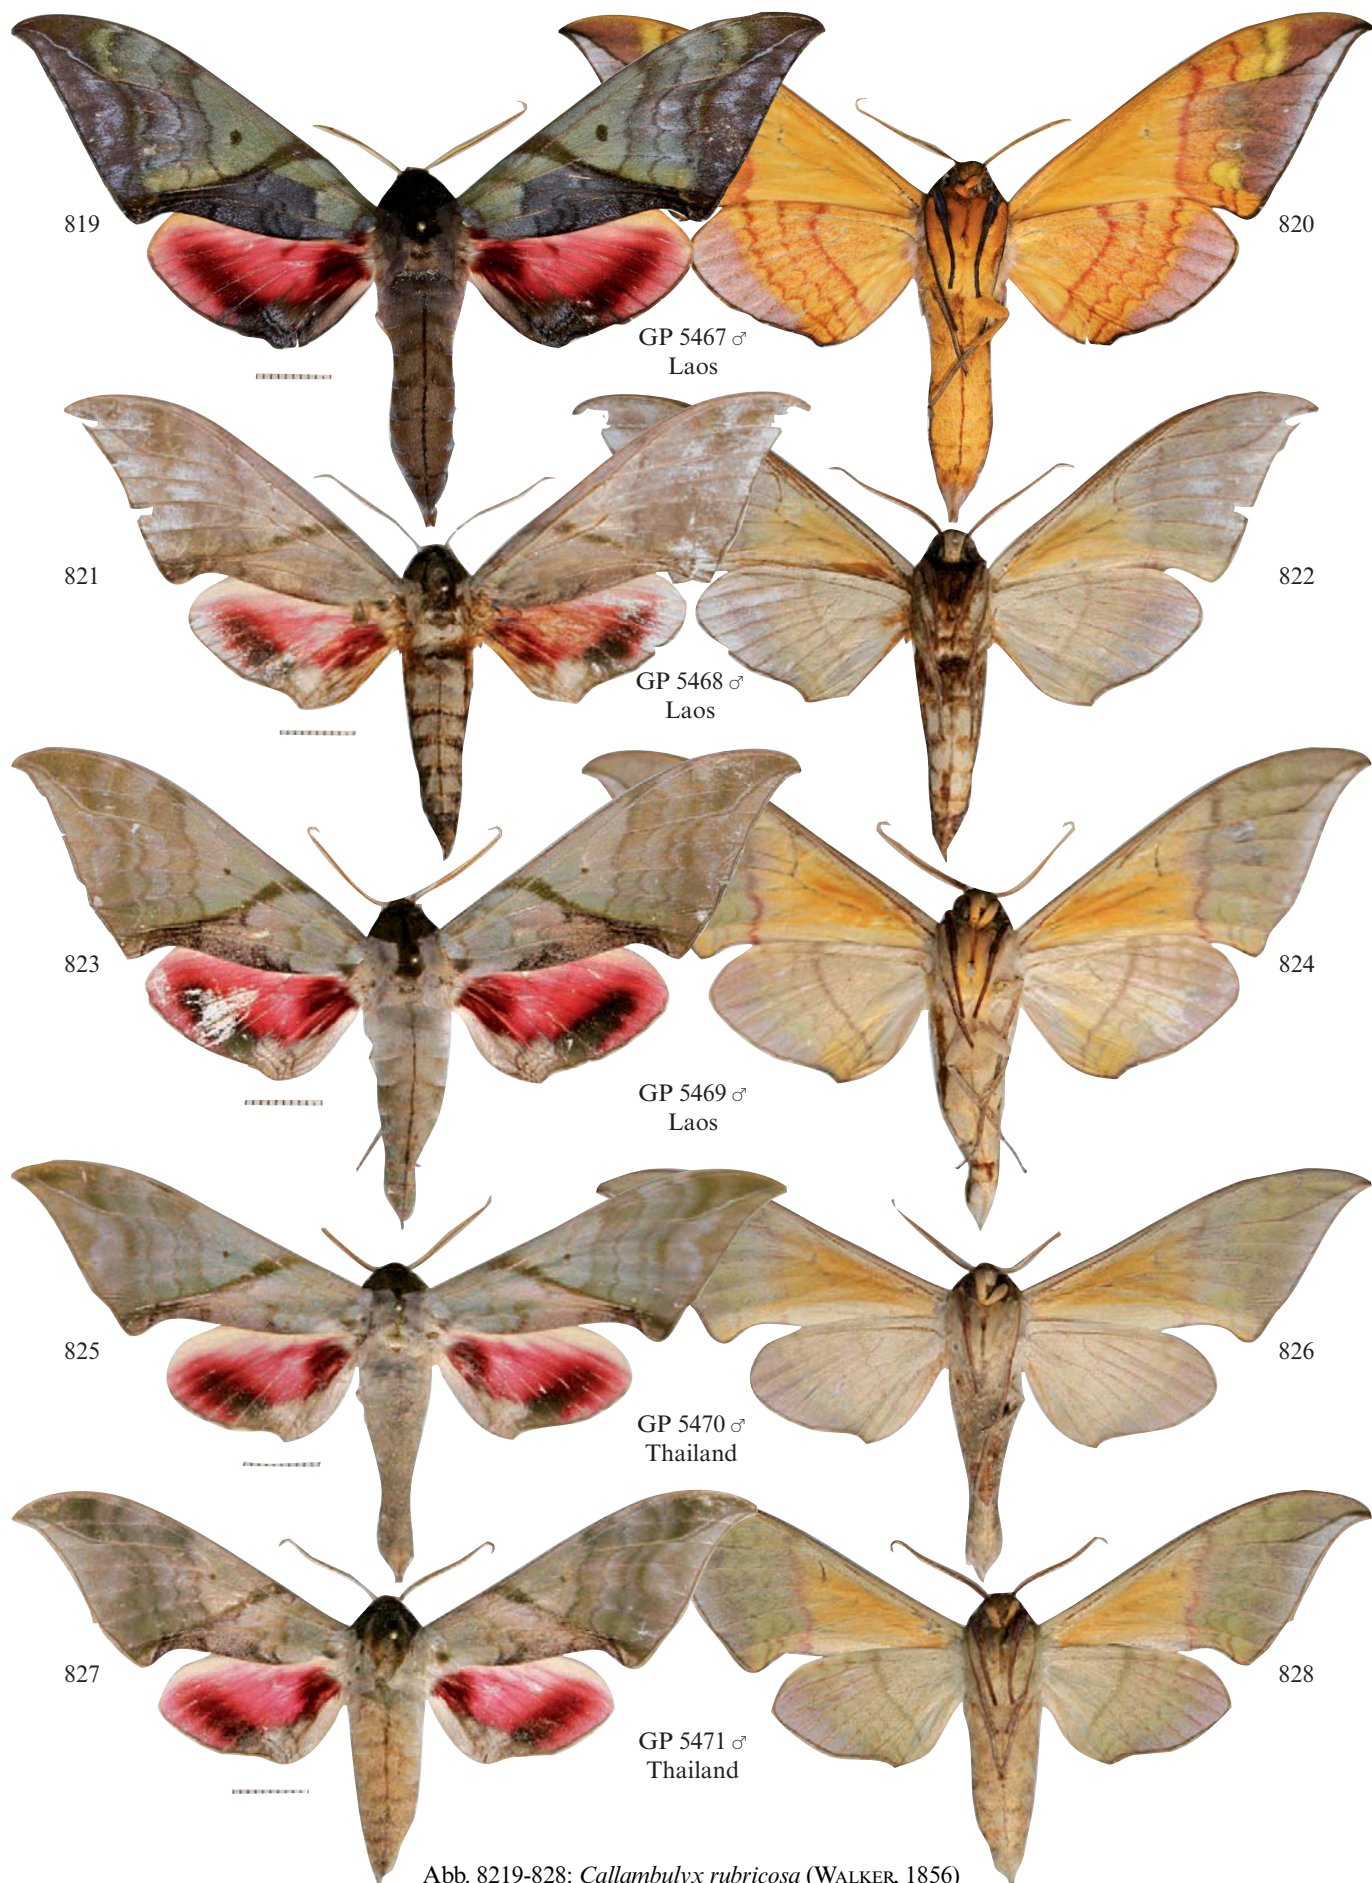 819
820
GP 5467 ♂
Laos
821
822
GP 5468 ♂
Laos
823
824
GP 5469 ♂
Laos
825
826
GP 5470 ♂
Thailand
827
828
GP 5471 ♂
Thailand
Abb. 8219-828: Callambulyx rubricosa (WALKER, 1856)